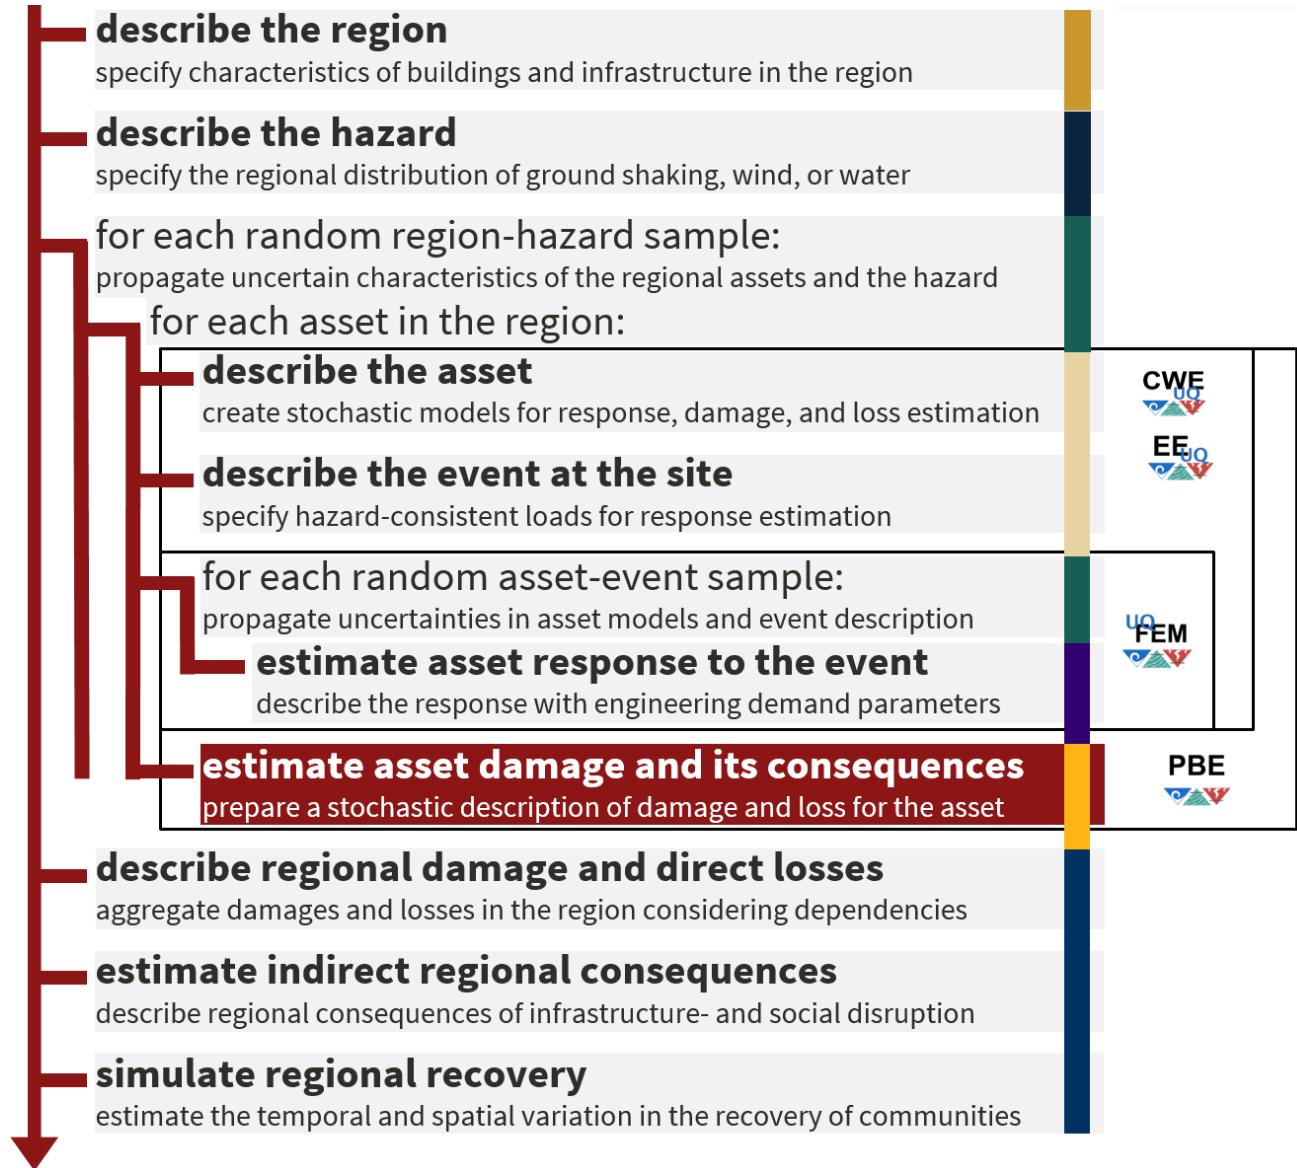 describe the region
specify characteristics of buildings and infrastructure in the region
describe the hazard
specify the regional distribution of ground shaking, wind, or water
for each random region-hazard sample:
propagate uncertain characteristics of the regional assets and the hazard
for each asset in the region:
describe the asset
create stochastic models for response, damage, and loss estimation
CWE
UQ
describe the event at the site
specify hazard-consistent loads for response estimation
EE
UQ
for each random asset-event sample:
propagate uncertainties in asset models and event description
UQ
FEM
estimate asset response to the event
describe the response with engineering demand parameters
estimate asset damage and its consequences
prepare a stochastic description of damage and loss for the asset
PBE
describe regional damage and direct losses
aggregate damages and losses in the region considering dependencies
estimate indirect regional consequences
describe regional consequences of infrastructure- and social disruption
simulate regional recovery
estimate the temporal and spatial variation in the recovery of communities